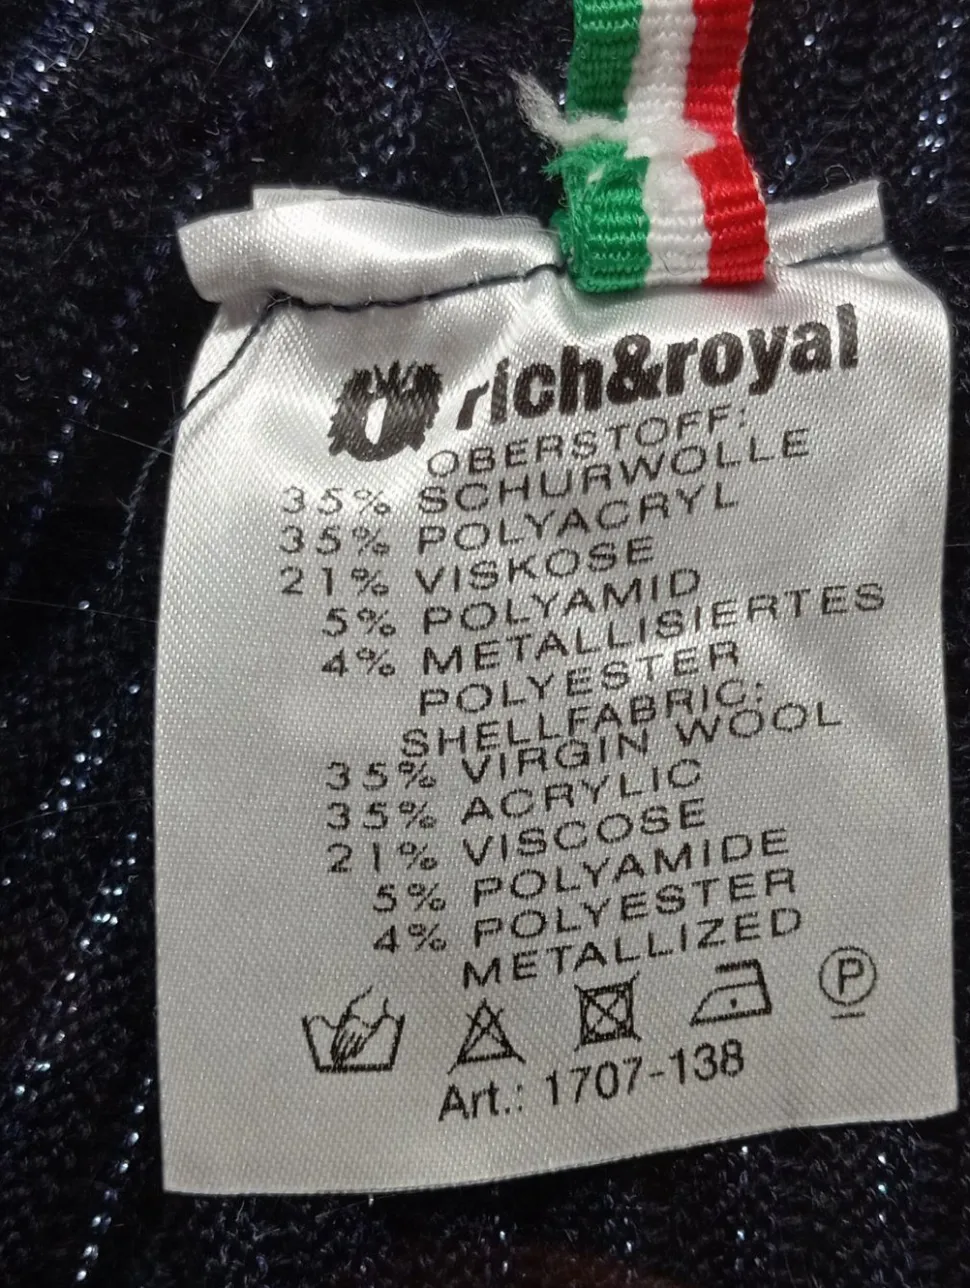 rich&royal
OBERSTOFF:
35% SCHURWOLLE
35% POLYACRYL
21% VISKOSE
5% POLYAMID
4% METALLISIERTES
POLYESTER
SHELLFABRIC:
35% VIRGIN WOOL
35% ACRYLIC
21% VISCOSE
5% POLYAMIDE
4% POLYESTER
METALLIZED
P
Art.: 1707-138